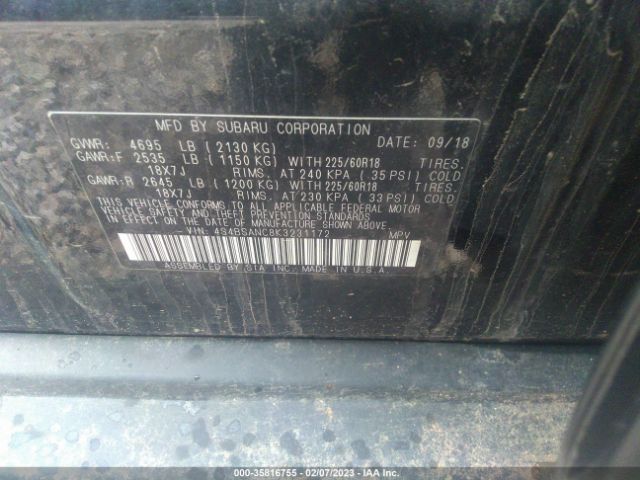 MFD BY SUBARU CORPORATION
GVWR: 4695 LB ( 2130 KG) DATE: 09/18
GAWR:F 2535 LB ( 1150 KG) WITH 225/60R18 TIRES,
18X7J RIMS, AT 240 KPA ( 35 PSI) COLD
GAWR:R 2645 LB ( 1200 KG) WITH 225/60R18 TIRES,
18X7J RIMS, AT 230 KPA ( 33 PSI) COLD
THIS VEHICLE CONFORMS TO ALL APPLICABLE FEDERAL MOTOR
VEHICLE SAFETY AND THEFT PREVENTION STANDARDS
IN EFFECT ON THE DATE OF MANUFACTURE SHOWN ABOVE.
VIN: 4S4BSANC8K3231172 MPV
ASSEMBLED BY SIA INC. MADE IN U.S.A.
000-35816755 - 02/07/2023 - IAA Inc.